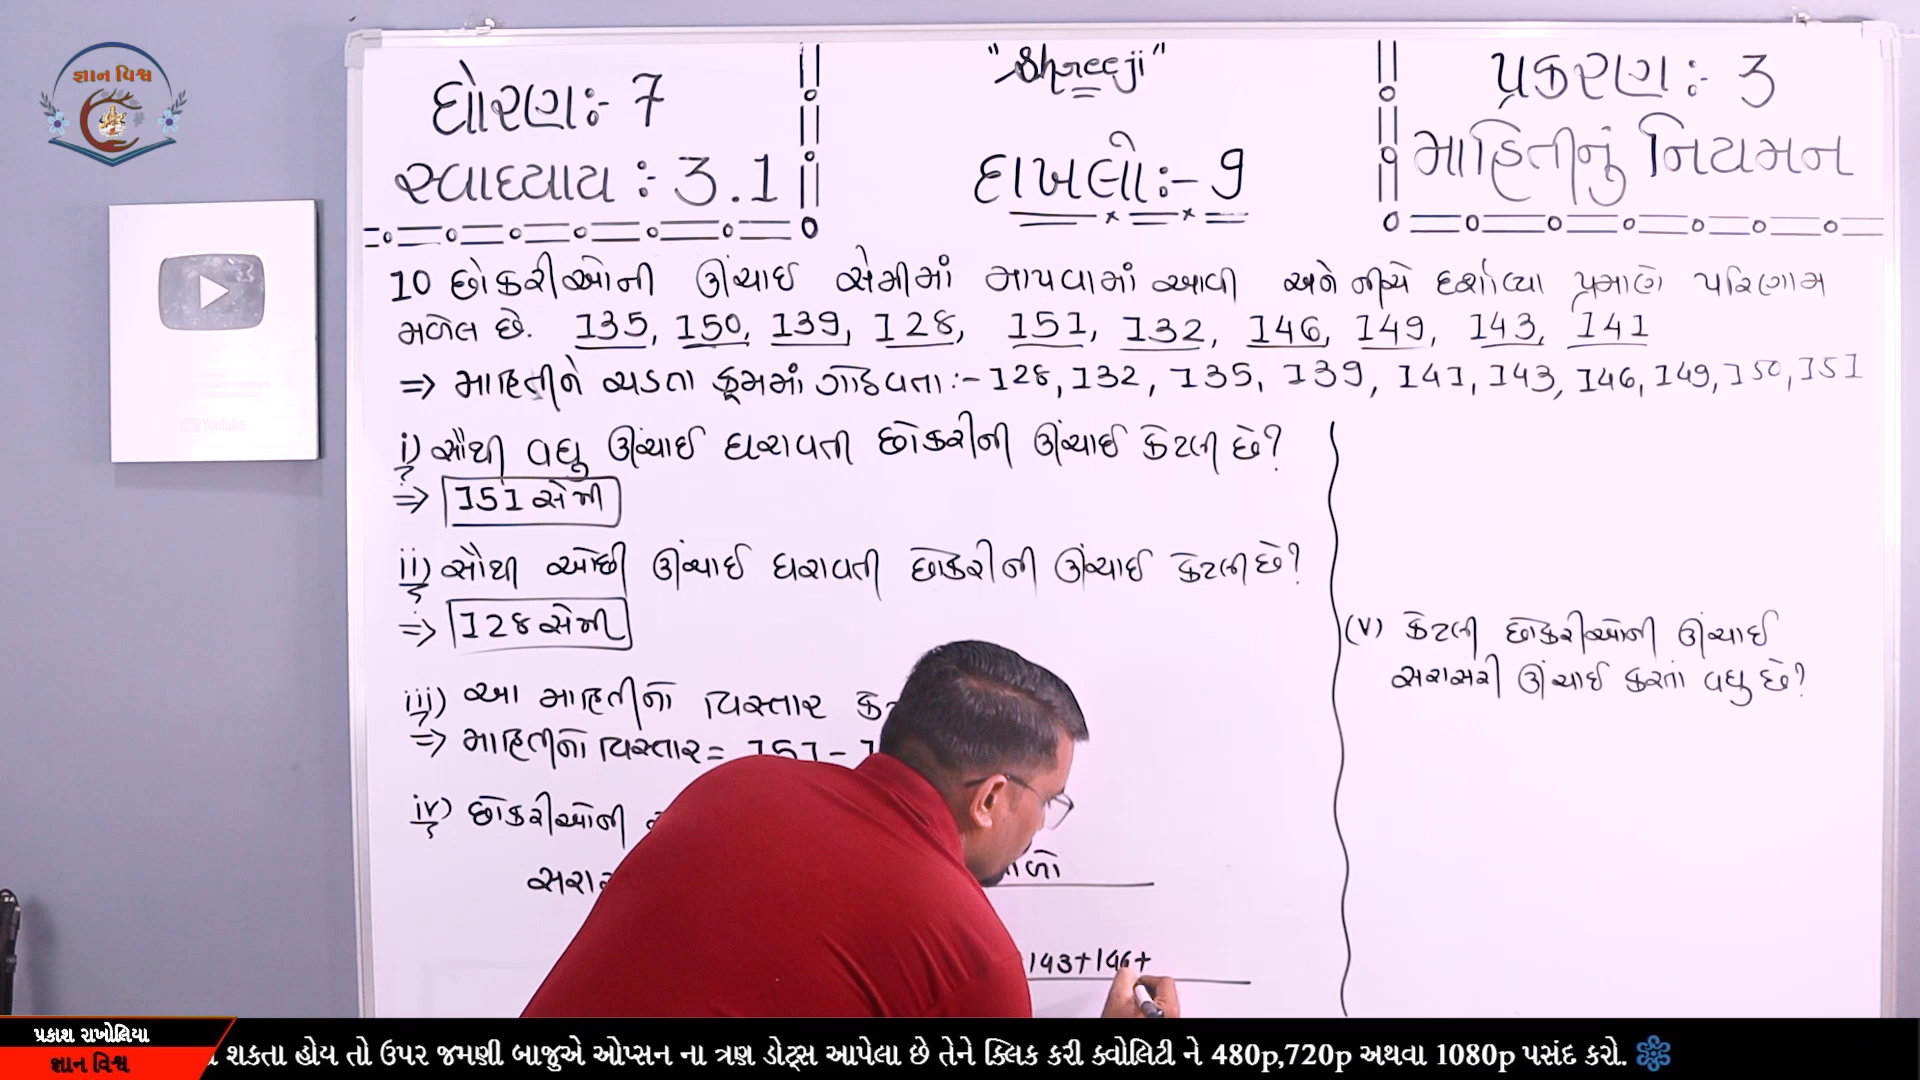 જ્ઞાન વિશ્વ
ધોરણ:- 7
સ્વાધ્યાય : 3.1
"Shreeji"
દાખલો:- 9
પ્રકરણ : 3
માહિતીનું નિયમન
10 છોકરીઓની ઊંચાઈ સેમીમાં માપવામાં આવી અને નીચે દર્શાવ્યા પ્રમાણે પરિણામ
મળેલ છે. 135, 150, 139, 128, 151, 132, 146, 149, 143, 141
⇒ માહિતીને ચડતા ક્રમમાં ગોઠવતા :- 128, 132, 135, 139, 141, 143, 146, 149, 150, 151
i) સૌથી વધુ ઊંચાઈ ધરાવતી છોકરીની ઊંચાઈ કેટલી છે?
⇒ 151 સેમી
ii) સૌથી ઓછી ઊંચાઈ ધરાવતી છોકરીની ઊંચાઈ કેટલી છે?
⇒ 128 સેમી
iii) આ માહિતીનો વિસ્તાર
⇒ માહિતીનો વિસ્તાર = 151 -
iv) છોકરીઓની
143+146+
(v) કેટલી છોકરીઓની ઊંચાઈ
સરાસરી ઊંચાઈ કરતાં વધુ છે?
YouTube
પ્રકાશ રાખોલિયા
જ્ઞાન વિશ્વ
શકતા હોય તો ઉપર જમણી બાજુએ ઓપ્સન ના ત્રણ ડોટ્સ આપેલા છે તેને ક્લિક કરી ક્વોલિટી ને 480p,720p અથવા 1080p પસંદ કરો.